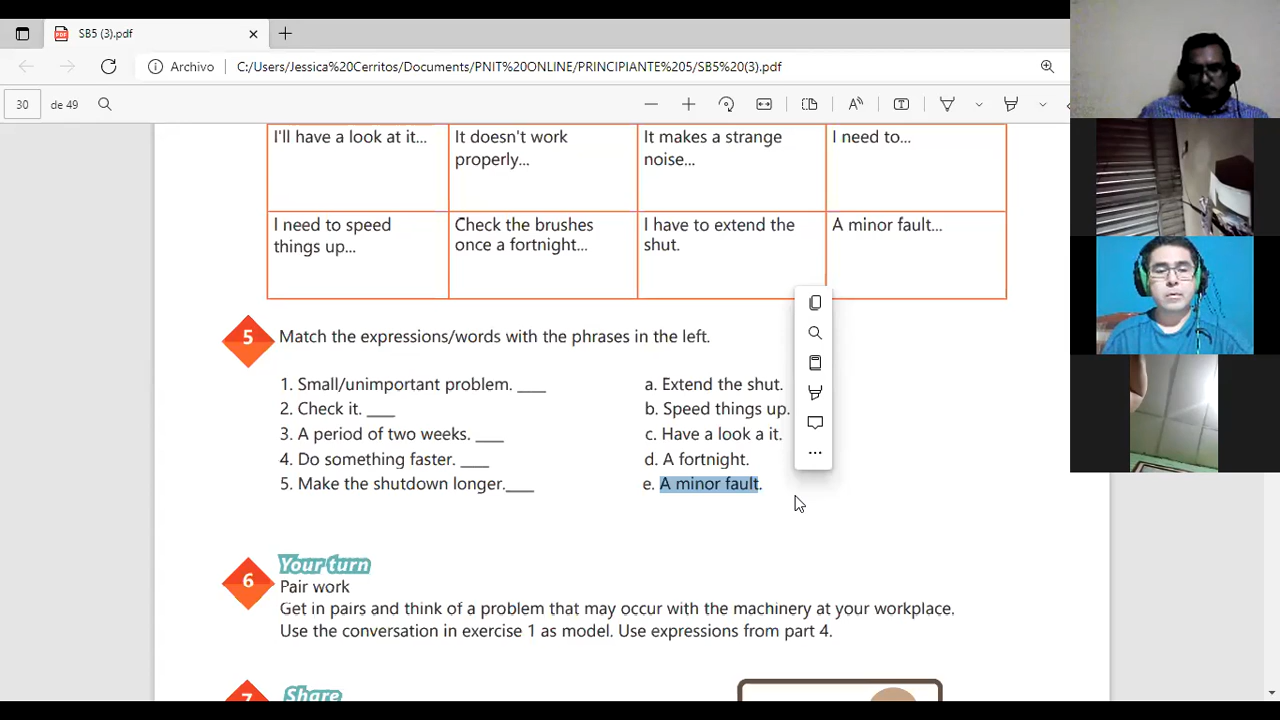 SB5 (3).pdf
Archivo
C:/Users/Jessica%20Cerritos/Documents/PNIT%20ONLINE/PRINCIPIANTE%205/SB5%20(3).pdf
30 de 49
I'll have a look at it...
It doesn't work
properly...
It makes a strange
noise...
I need to...
I need to speed
things up...
Check the brushes
once a fortnight...
I have to extend the
shut.
A minor fault...
5
Match the expressions/words with the phrases in the left.
1. Small/unimportant problem. ____
a. Extend the shut.
2. Check it. ____
b. Speed things up.
3. A period of two weeks. ____
c. Have a look a it.
4. Do something faster. ____
d. A fortnight.
5. Make the shutdown longer.____
e. A minor fault.
6
Your turn
Pair work
Get in pairs and think of a problem that may occur with the machinery at your workplace.
Use the conversation in exercise 1 as model. Use expressions from part 4.
7
Share